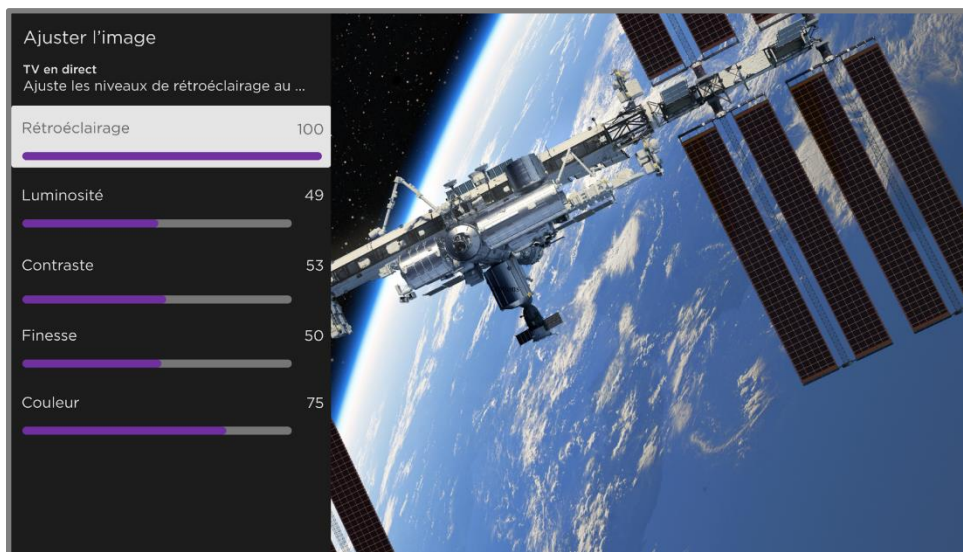 Ajuster l'image
TV en direct
Ajuste les niveaux de rétroéclairage au ...
Rétroéclairage 100
Luminosité 49
Contraste 53
Finesse 50
Couleur 75